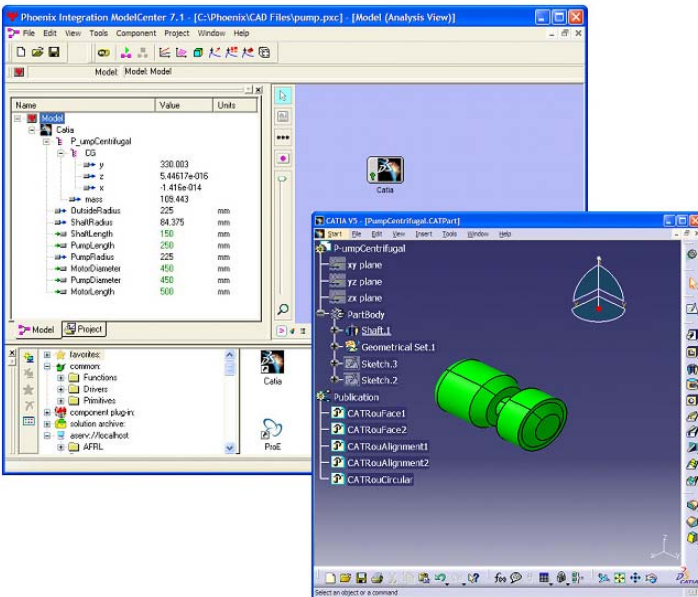 Phoenix Integration ModelCenter 7.1 - [C:\Phoenix\CAD Files\pump.pxc] - [Model (Analysis View)]
File Edit View Tools Component Project Window Help
Model: Model: Model
Name Value Units
Model
Catia
P_umpCentrifugal
CG
y 330.003
z 5.44617e-016
x -1.416e-014
mass 109.443
OutsideRadius 225 mm
ShaftRadius 84.375 mm
ShaftLength 150 mm
PumpLength 250 mm
PumpRadius 225 mm
MotorDiameter 450 mm
PumpDiameter 450 mm
MotorLength 500 mm
Model Project
Catia
favorites:
common:
Functions
Drivers
Primitives
component plug-in:
solution archive:
aserv://localhost
AFRL
Catia
ProE
CATIA V5 - [PumpCentrifugal.CATPart]
Start File Edit View Insert Tools Window Help
P-umpCentrifugal
xy plane
yz plane
zx plane
PartBody
Shaft.1
Geometrical Set.1
Sketch.3
Sketch.2
Publication
CATRouFace1
CATRouFace2
CATRouAlignment1
CATRouAlignment2
CATRouCircular
z
x
CATIA
Select an object or a command